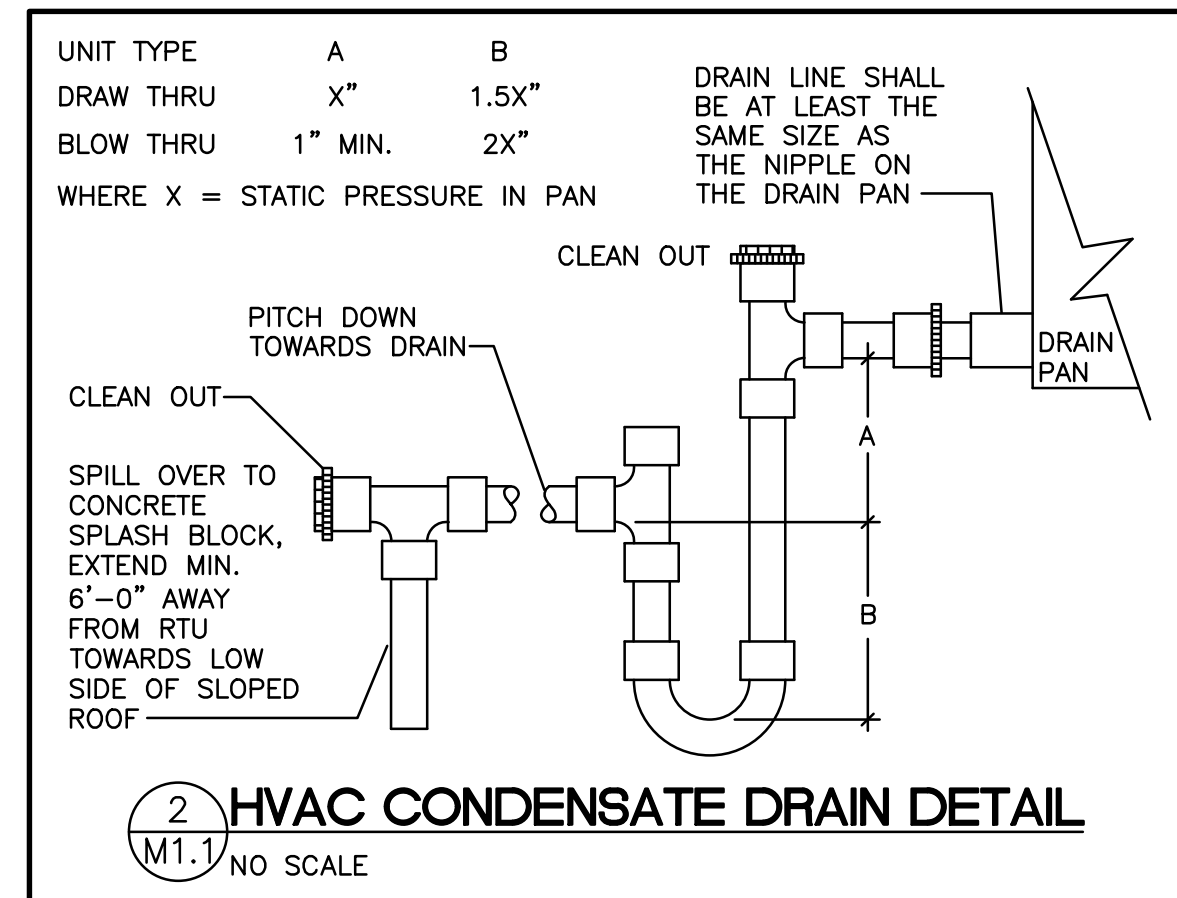 UNIT TYPE A B
DRAW THRU X” 1.5X”
BLOW THRU 1” MIN. 2X”
WHERE X = STATIC PRESSURE IN PAN
DRAIN LINE SHALL
BE AT LEAST THE
SAME SIZE AS
THE NIPPLE ON
THE DRAIN PAN
CLEAN OUT
PITCH DOWN
TOWARDS DRAIN
DRAIN
PAN
CLEAN OUT
A
SPILL OVER TO
CONCRETE
SPLASH BLOCK,
EXTEND MIN.
6’–0” AWAY
FROM RTU
TOWARDS LOW
SIDE OF SLOPED
ROOF
B
2
M1.1
HVAC CONDENSATE DRAIN DETAIL
NO SCALE